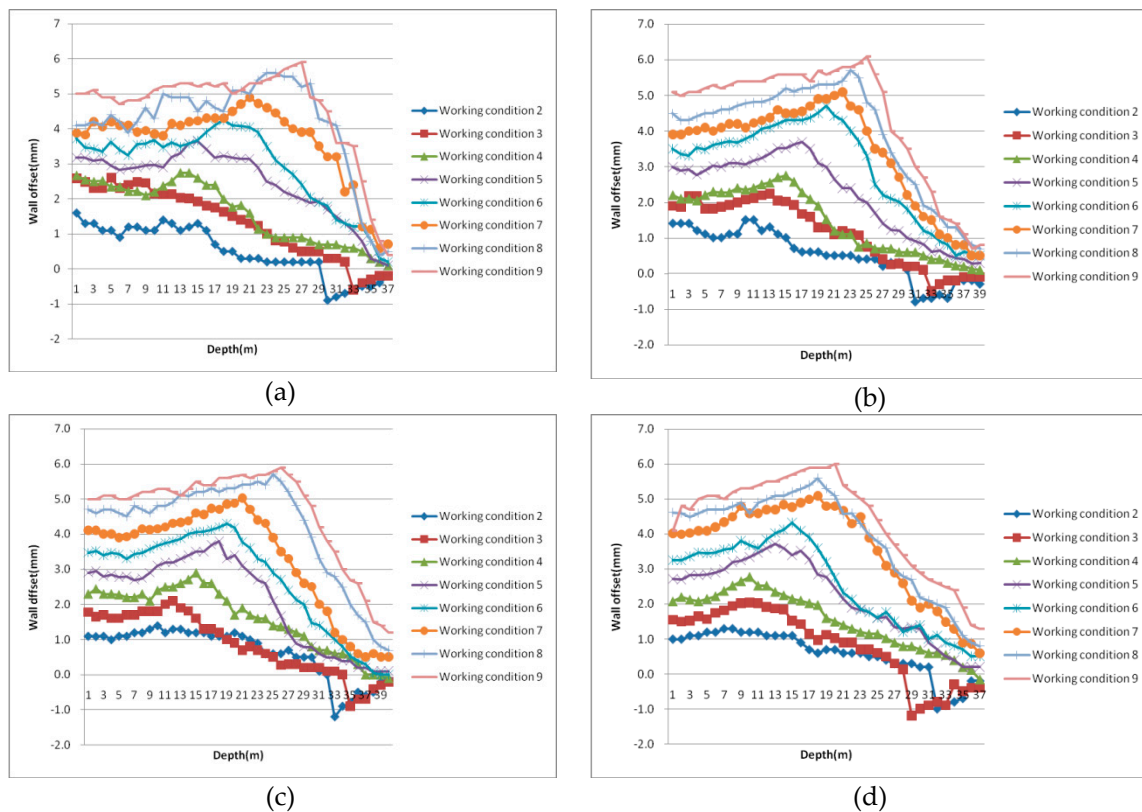 7
6
5
4
3
2
1
0
-1
-2
Wall offset(mm)
1 3 5 7 9 11 13 15 17 19 21 23 25 27 29 31 33 35 37
Depth(m)
Working condition 2
Working condition 3
Working condition 4
Working condition 5
Working condition 6
Working condition 7
Working condition 8
Working condition 9
(a)
7.0
6.0
5.0
4.0
3.0
2.0
1.0
0.0
-1.0
-2.0
Wall offset(mm)
1 3 5 7 9 11 13 15 17 19 21 23 25 27 29 31 33 35 37 39
Depth(m)
Working condition 2
Working condition 3
Working condition 4
Working condition 5
Working condition 6
Working condition 7
Working condition 8
Working condition 9
(b)
7.0
6.0
5.0
4.0
3.0
2.0
1.0
0.0
-1.0
-2.0
Wall offset(mm)
1 3 5 7 9 11 13 15 17 19 21 23 25 27 29 31 33 35 37 39
Depth(m)
Working condition 2
Working condition 3
Working condition 4
Working condition 5
Working condition 6
Working condition 7
Working condition 8
Working condition 9
(c)
7.0
6.0
5.0
4.0
3.0
2.0
1.0
0.0
-1.0
-2.0
Wall offset(mm)
1 3 5 7 9 11 13 15 17 19 21 23 25 27 29 31 33 35 37
Depth(m)
Working condition 2
Working condition 3
Working condition 4
Working condition 5
Working condition 6
Working condition 7
Working condition 8
Working condition 9
(d)